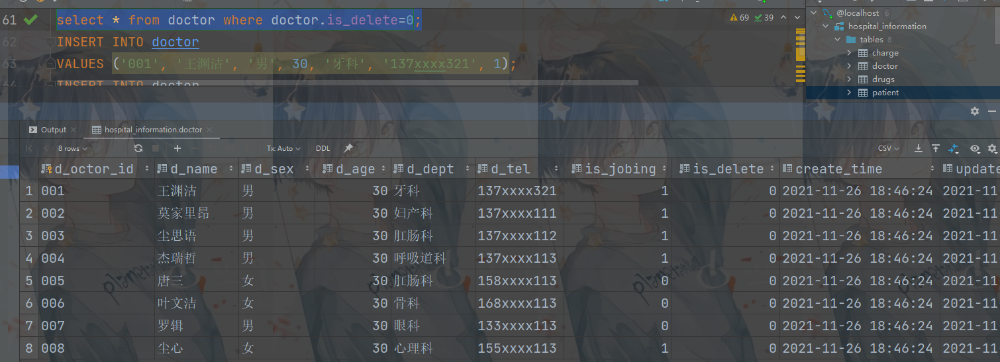 61 select * from doctor where doctor.is_delete=0;
69 39
62 INSERT INTO doctor
63 VALUES ('001', '王渊洁', '男', 30, '牙科', '137xxxx321', 1);
64 INSERT INTO doctor
@localhost 6
hospital_information
tables 8
charge
doctor
drugs
patient
Output hospital_information.doctor
8 rows Tx: Auto DDL CSV
d_octor_id d_name d_sex d_age d_dept d_tel is_jobing is_delete create_time update
1 001 王渊洁 男 30 牙科 137xxxx321 1 0 2021-11-26 18:46:24 2021-11
2 002 莫家里昂 男 30 妇产科 137xxxx111 1 0 2021-11-26 18:46:24 2021-11
3 003 尘思语 男 30 肛肠科 137xxxx112 1 0 2021-11-26 18:46:24 2021-11
4 004 杰瑞哲 男 30 呼吸道科 137xxxx113 1 0 2021-11-26 18:46:24 2021-11
5 005 唐三 女 30 肛肠科 158xxxx113 0 0 2021-11-26 18:46:24 2021-11
6 006 叶文洁 女 30 骨科 168xxxx113 0 0 2021-11-26 18:46:24 2021-11
7 007 罗辑 男 30 眼科 133xxxx113 0 0 2021-11-26 18:46:24 2021-11
8 008 尘心 女 30 心理科 155xxxx113 1 0 2021-11-26 18:46:24 2021-11